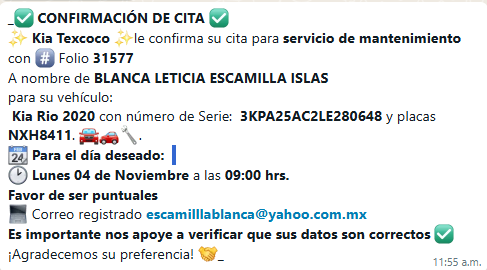 _✅ CONFIRMACIÓN DE CITA ✅
✨ Kia Texcoco ✨le confirma su cita para servicio de mantenimiento
con #️⃣ Folio 31577
A nombre de BLANCA LETICIA ESCAMILLA ISLAS
para su vehículo:
Kia Rio 2020 con número de Serie: 3KPA25AC2LE280648 y placas
NXH8411. 🚘🚗🔧.
📆 Para el día deseado:
🕑 Lunes 04 de Noviembre a las 09:00 hrs.
Favor de ser puntuales
💻 Correo registrado escamilllablanca@yahoo.com.mx
Es importante nos apoye a verificar que sus datos son correctos ✅
¡Agradecemos su preferencia! 🤝_
11:55 a.m.